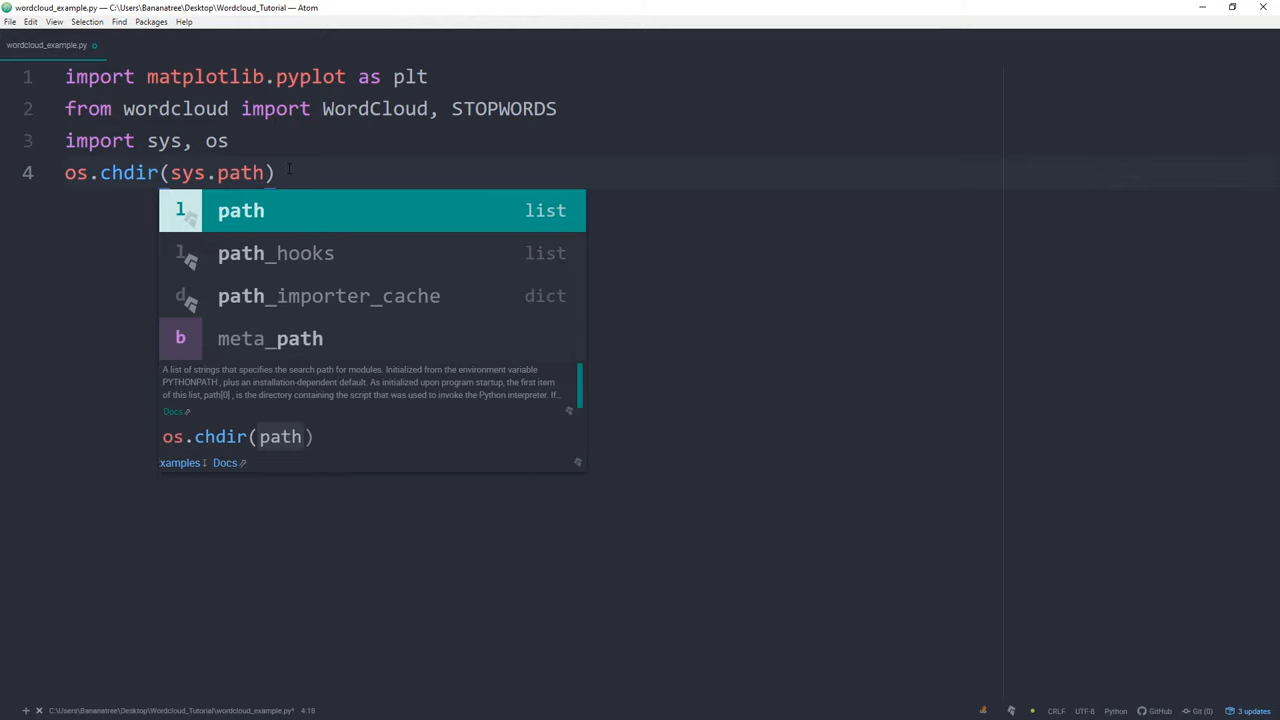 wordcloud_example.py — C:\Users\Bananatree\Desktop\Wordcloud_Tutorial — Atom
File Edit View Selection Find Packages Help
wordcloud_example.py
1 import matplotlib.pyplot as plt
2 from wordcloud import WordCloud, STOPWORDS
3 import sys, os
4 os.chdir(sys.path)
l path list
l path_hooks list
d path_importer_cache dict
b meta_path
A list of strings that specifies the search path for modules. Initialized from the environment variable
PYTHONPATH , plus an installation-dependent default. As initialized upon program startup, the first item
of this list, path[0] , is the directory containing the script that was used to invoke the Python interpreter. If...
Docs
os.chdir(path)
xamples Docs
C:\Users\Bananatree\Desktop\Wordcloud_Tutorial\wordcloud_example.py* 4:18 CRLF UTF-8 Python GitHub Git (0) 3 updates